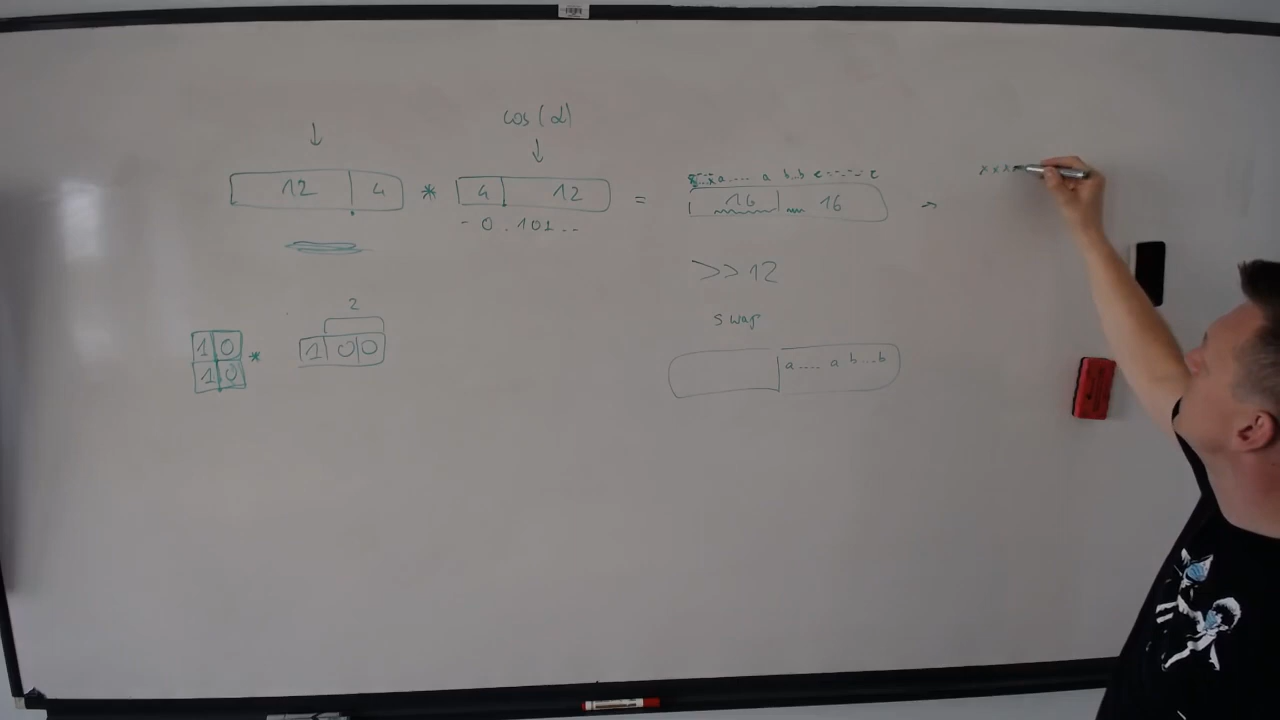 cos(α)
↓ ↓
x...x a.... a b..b c----- c x x x x
12 4 * 4 12 = 16 16 →
- 0.101..
>>12
2
swap
1 0 * 1 0 0
1 0
a.... a b...b